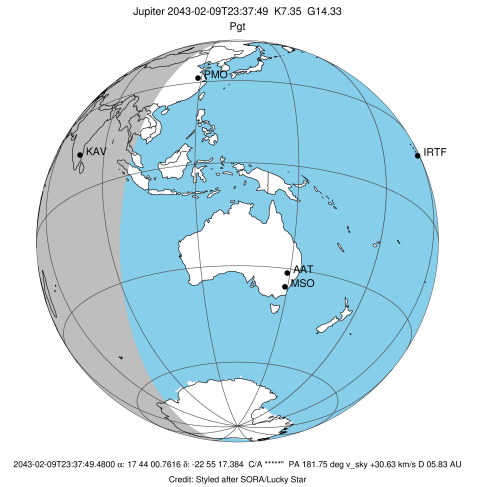 Jupiter 2043-02-09T23:37:49 K7.35 G14.33
Pgt
PMO
KAV
IRTF
AAT
MSO
2043-02-09T23:37:49.4800 α: 17 44 00.7616 δ: -22 55 17.384 C/A *****" PA 181.75 deg v_sky +30.63 km/s D 05.83 AU
Credit: Styled after SORA/Lucky Star